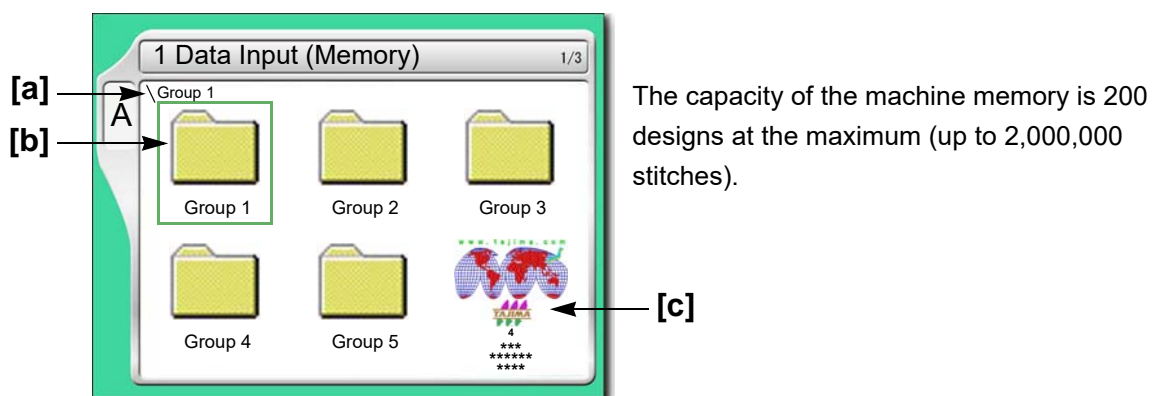 1 Data Input (Memory)
1/3
[a]
\Group 1
A
[b]
Group 1
Group 2
Group 3
www.tajima.com
TAJIMA
4
***
******
****
[c]
Group 4
Group 5
The capacity of the machine memory is 200
designs at the maximum (up to 2,000,000
stitches).